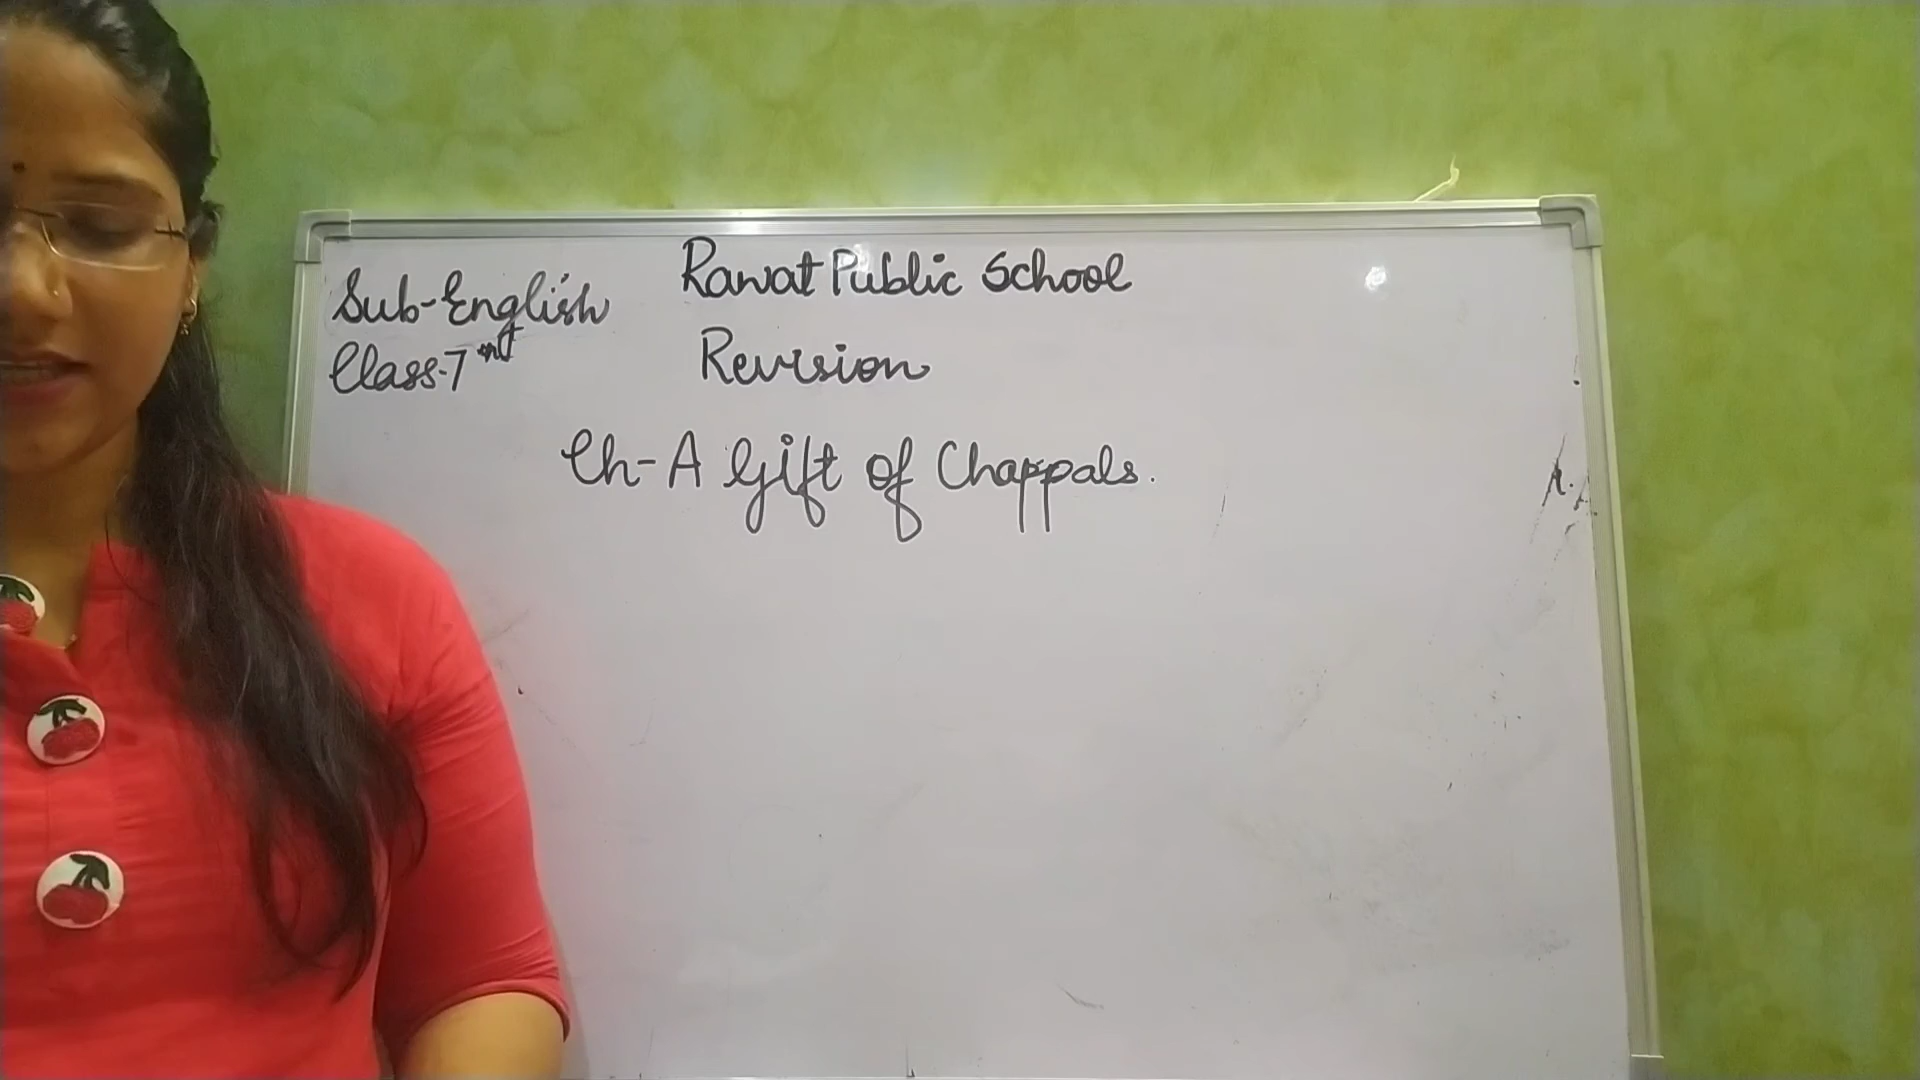 Rawat Public School
Sub-English
Class-7th
Revision
Ch-A Gift of Chappals.